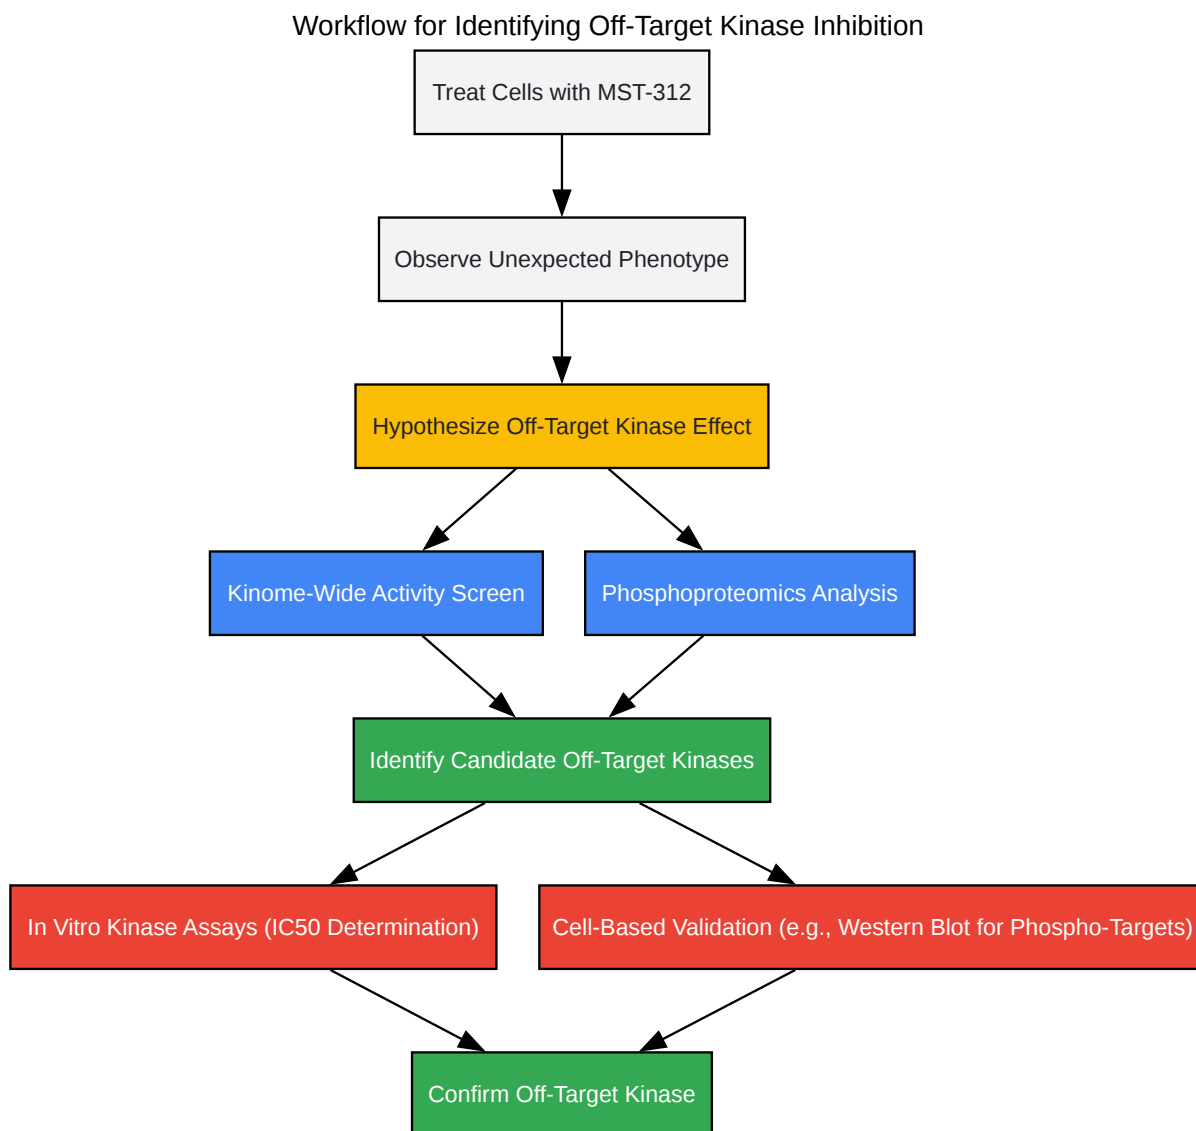 Workflow for Identifying Off-Target Kinase Inhibition
Treat Cells with MST-312
Observe Unexpected Phenotype
Hypothesize Off-Target Kinase Effect
Kinome-Wide Activity Screen
Phosphoproteomics Analysis
Identify Candidate Off-Target Kinases
In Vitro Kinase Assays (IC50 Determination)
Cell-Based Validation (e.g., Western Blot for Phospho-Targets)
Confirm Off-Target Kinase